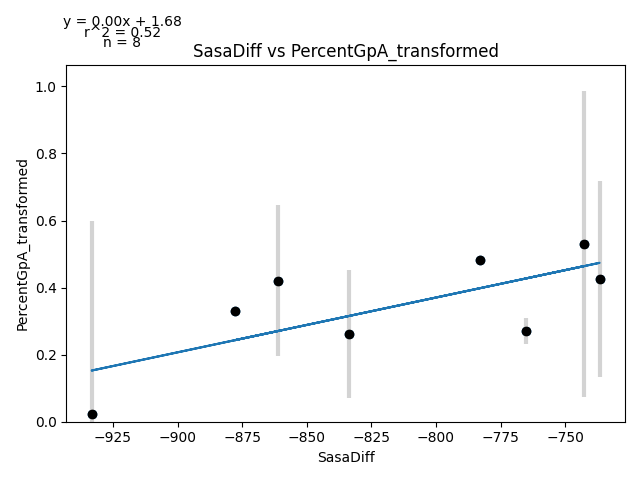 y = 0.00x + 1.68
r^2 = 0.52
n = 8
SasaDiff vs PercentGpA_transformed
PercentGpA_transformed
1.0
0.8
0.6
0.4
0.2
0.0
−925 −900 −875 −850 −825 −800 −775 −750
SasaDiff